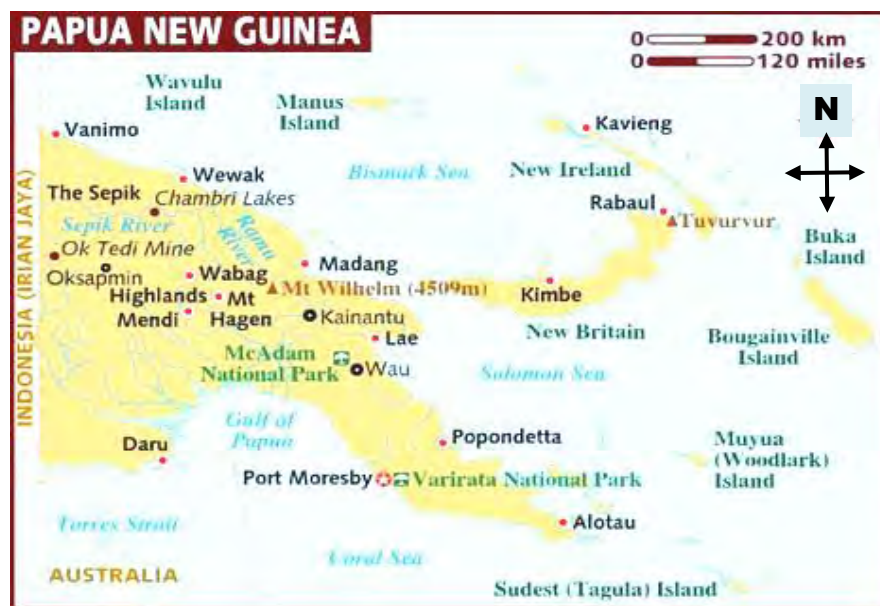 PAPUA NEW GUINEA
0 200 km
0 120 miles
N
Wavulu
Island
Manus
Island
Vanimo
Kavieng
Wewak
Bismark Sea
New Ireland
The Sepik
Chambri Lakes
Rabaul
Tuvurvur
Sepik River
Ramu
River
Ok Tedi Mine
Buka
Island
Oksapmin
Wabag
Madang
Highlands
Mt
Hagen
Mt Wilhelm (4509m)
Kimbe
Mendi
Kainantu
New Britain
Bougainville
Island
Lae
McAdam
National Park
Wau
Solomon Sea
INDONESIA (IRIAN JAYA)
Gulf of
Papua
Daru
Popondetta
Muyua
(Woodlark)
Island
Port Moresby
Varirata National Park
Torres Strait
Alotau
Coral Sea
AUSTRALIA
Sudest (Tagula) Island